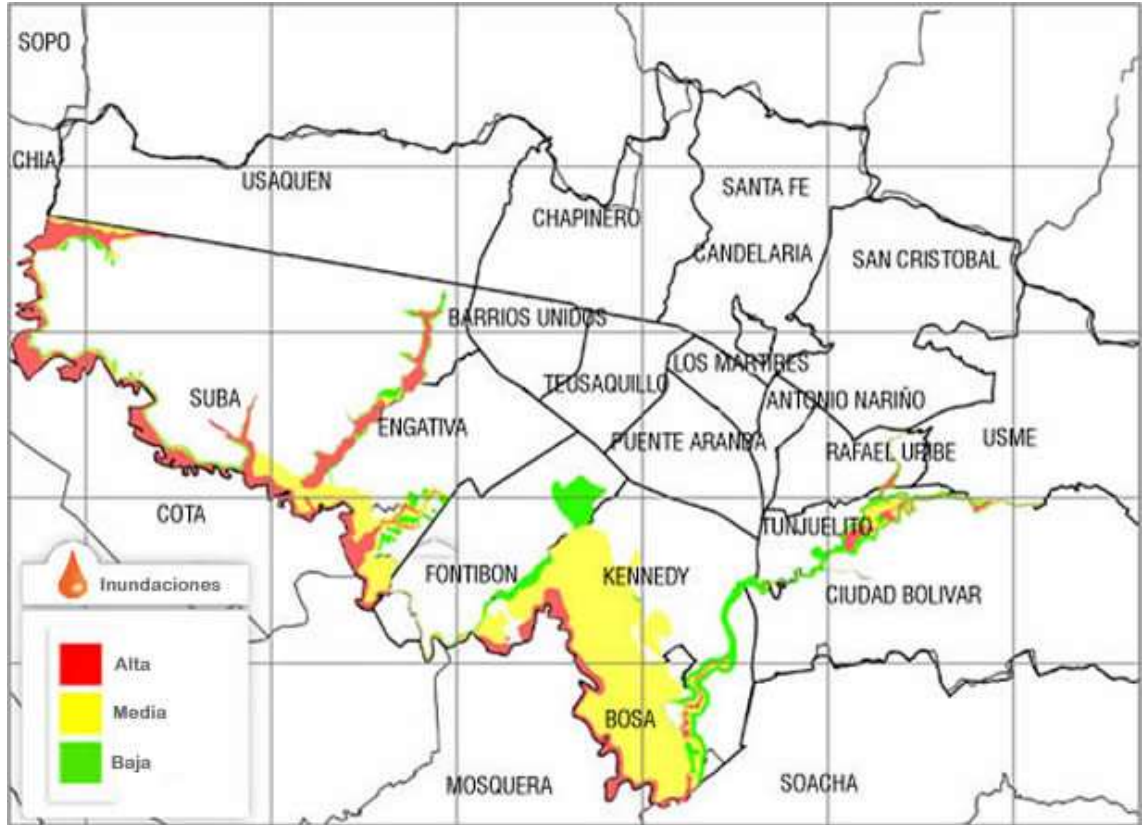 SOPO
CHIA
USAQUEN
SANTA FE
CHAPINERO
CANDELARIA
SAN CRISTOBAL
BARRIOS UNIDOS
LOS MARTIRES
TEUSAQUILLO
SUBA
ANTONIO NARIÑO
ENGATIVA
PUENTE ARANDA
USME
RAFAEL URIBE
COTA
TUNJUELITO
FONTIBON
KENNEDY
CIUDAD BOLIVAR
BOSA
MOSQUERA
SOACHA
Inundaciones
Alta
Media
Baja